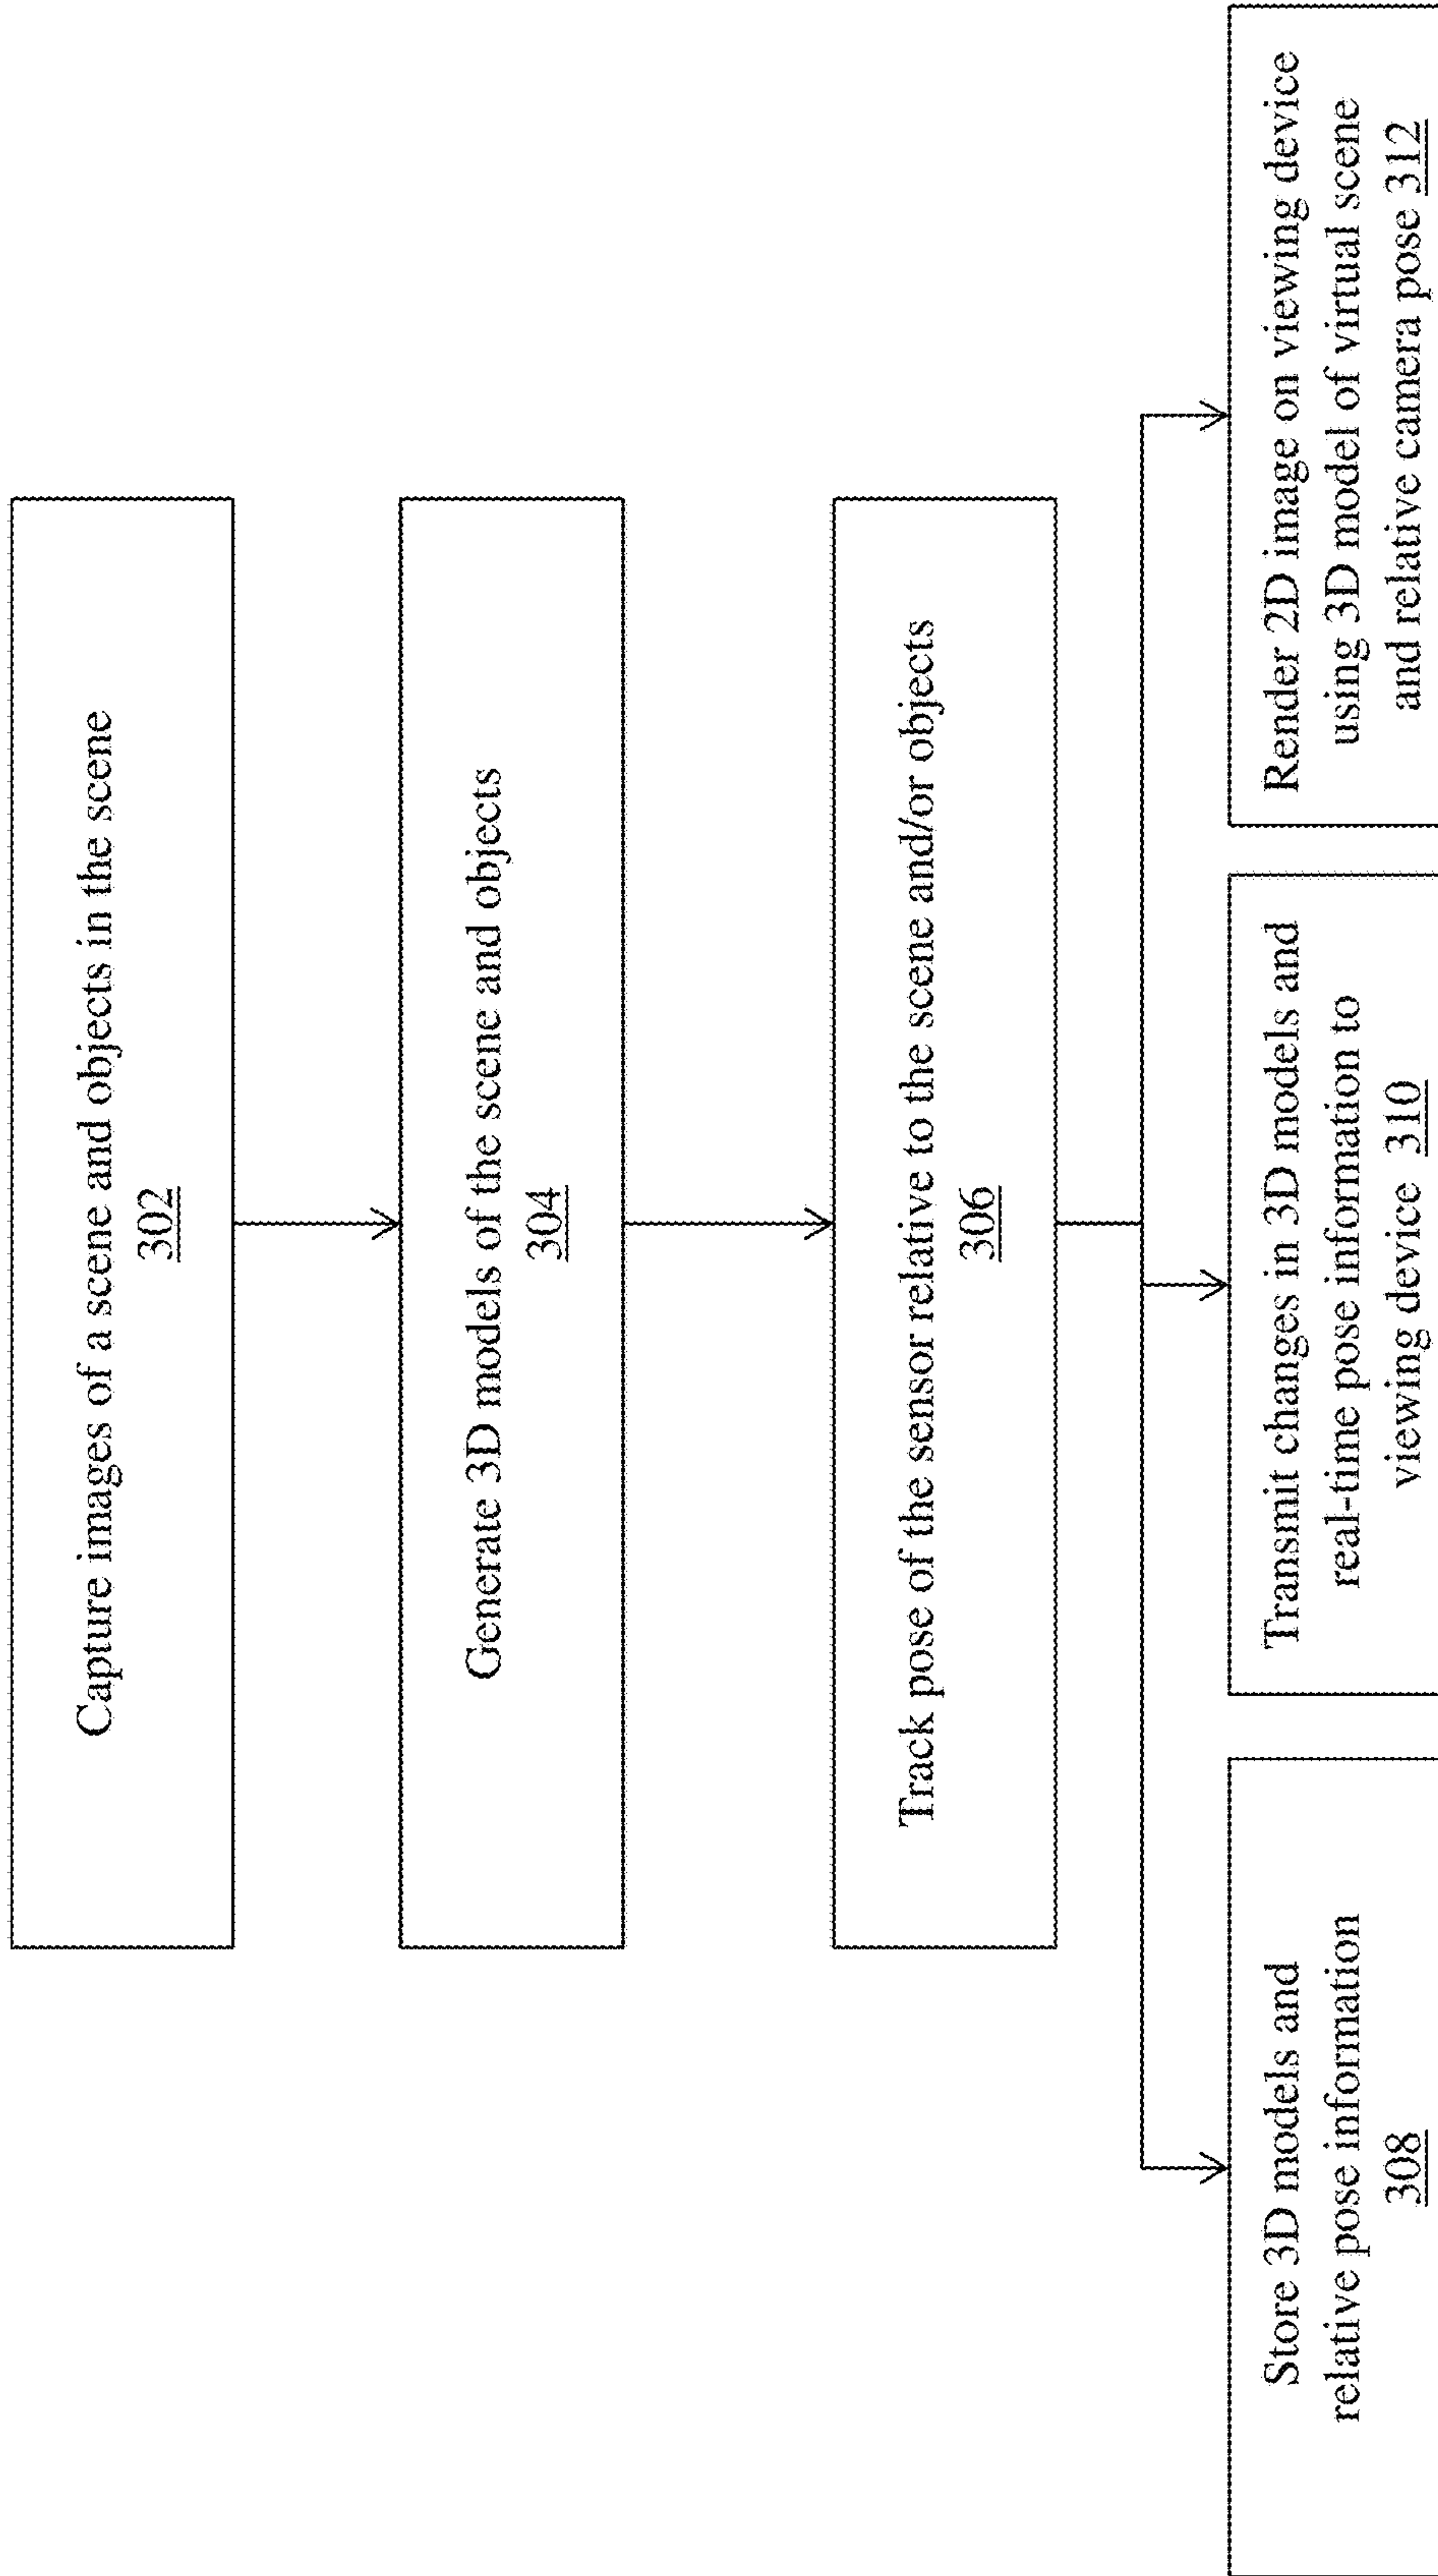 Capture images of a scene and objects in the scene
302
Generate 3D models of the scene and objects
304
Track pose of the sensor relative to the scene and/or objects
306
Store 3D models and
relative pose information
308
Transmit changes in 3D models and
real-time pose information to
viewing device 310
Render 2D image on viewing device
using 3D model of virtual scene
and relative camera pose 312